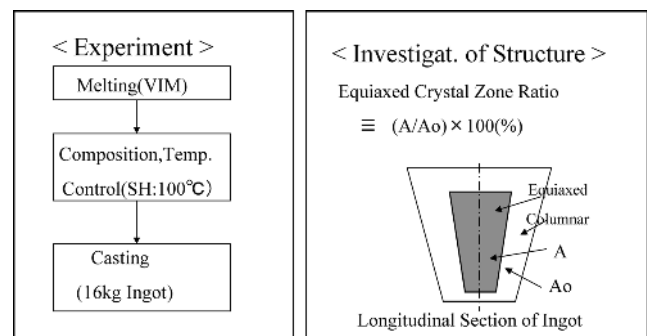 < Experiment >
Melting(VIM)
Composition,Temp.
Control(SH:100℃)
Casting
(16kg Ingot)
< Investigat. of Structure >
Equiaxed Crystal Zone Ratio
≡ (A/Ao)×100(%)
Equiaxed
Columnar
A
Ao
Longitudinal Section of Ingot